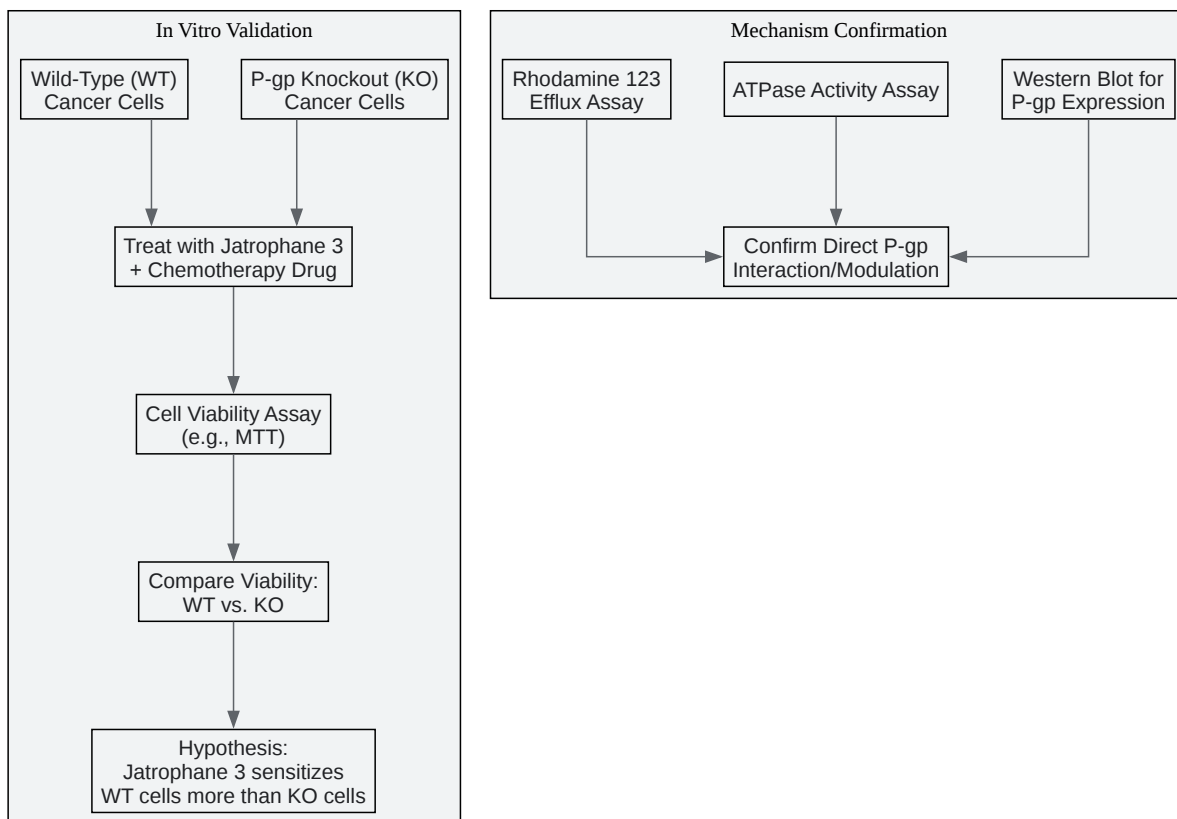 In Vitro Validation
Wild-Type (WT)
Cancer Cells
P-gp Knockout (KO)
Cancer Cells
Treat with Jatrophane 3
+ Chemotherapy Drug
Cell Viability Assay
(e.g., MTT)
Compare Viability:
WT vs. KO
Hypothesis:
Jatrophane 3 sensitizes
WT cells more than KO cells
Mechanism Confirmation
Rhodamine 123
Efflux Assay
ATPase Activity Assay
Western Blot for
P-gp Expression
Confirm Direct P-gp
Interaction/Modulation